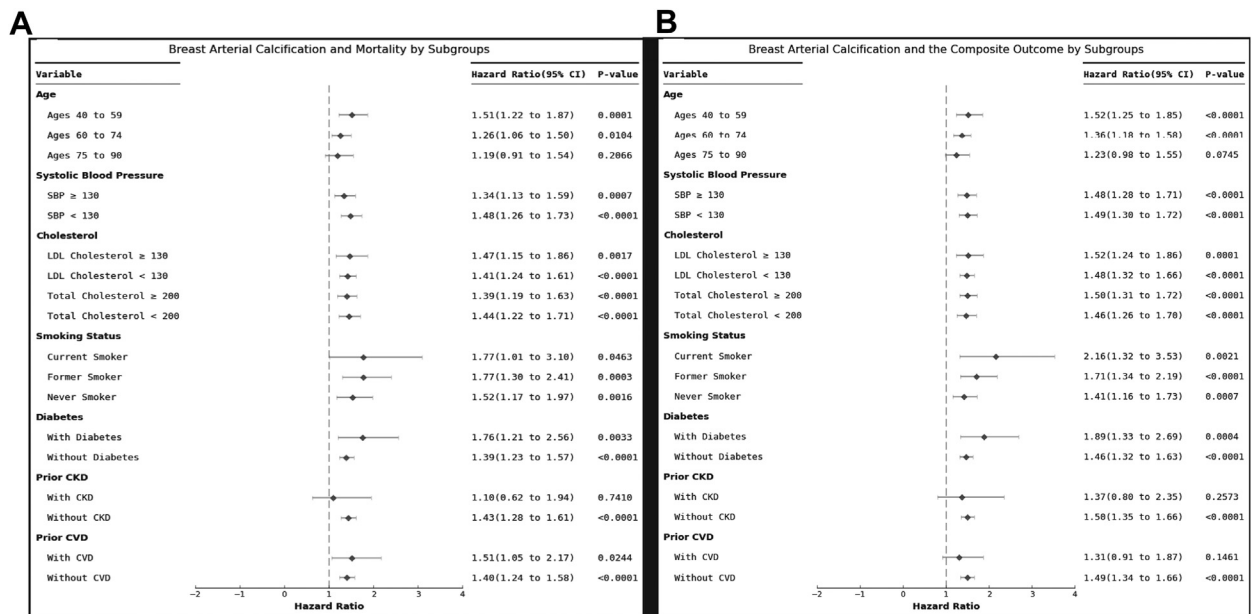 A
Breast Arterial Calcification and Mortality by Subgroups
Variable Hazard Ratio(95% CI) P-value
Age
Ages 40 to 59 1.51(1.22 to 1.87) 0.0001
Ages 60 to 74 1.26(1.06 to 1.50) 0.0104
Ages 75 to 90 1.19(0.91 to 1.54) 0.2066
Systolic Blood Pressure
SBP ≥ 130 1.34(1.13 to 1.59) 0.0007
SBP < 130 1.48(1.26 to 1.73) <0.0001
Cholesterol
LDL Cholesterol ≥ 130 1.47(1.15 to 1.86) 0.0017
LDL Cholesterol < 130 1.41(1.24 to 1.61) <0.0001
Total Cholesterol ≥ 200 1.39(1.19 to 1.63) <0.0001
Total Cholesterol < 200 1.44(1.22 to 1.71) <0.0001
Smoking Status
Current Smoker 1.77(1.01 to 3.10) 0.0463
Former Smoker 1.77(1.30 to 2.41) 0.0003
Never Smoker 1.52(1.17 to 1.97) 0.0016
Diabetes
With Diabetes 1.76(1.21 to 2.56) 0.0033
Without Diabetes 1.39(1.23 to 1.57) <0.0001
Prior CKD
With CKD 1.10(0.62 to 1.94) 0.7410
Without CKD 1.43(1.28 to 1.61) <0.0001
Prior CVD
With CVD 1.51(1.05 to 2.17) 0.0244
Without CVD 1.40(1.24 to 1.58) <0.0001
−2 −1 0 1 2 3 4
Hazard Ratio
B
Breast Arterial Calcification and the Composite Outcome by Subgroups
Variable Hazard Ratio(95% CI) P-value
Age
Ages 40 to 59 1.52(1.25 to 1.85) <0.0001
Ages 60 to 74 1.36(1.18 to 1.58) <0.0001
Ages 75 to 90 1.23(0.98 to 1.55) 0.0745
Systolic Blood Pressure
SBP ≥ 130 1.48(1.28 to 1.71) <0.0001
SBP < 130 1.49(1.30 to 1.72) <0.0001
Cholesterol
LDL Cholesterol ≥ 130 1.52(1.24 to 1.86) 0.0001
LDL Cholesterol < 130 1.48(1.32 to 1.66) <0.0001
Total Cholesterol ≥ 200 1.50(1.31 to 1.72) <0.0001
Total Cholesterol < 200 1.46(1.26 to 1.70) <0.0001
Smoking Status
Current Smoker 2.16(1.32 to 3.53) 0.0021
Former Smoker 1.71(1.34 to 2.19) <0.0001
Never Smoker 1.41(1.16 to 1.73) 0.0007
Diabetes
With Diabetes 1.89(1.33 to 2.69) 0.0004
Without Diabetes 1.46(1.32 to 1.63) <0.0001
Prior CKD
With CKD 1.37(0.80 to 2.35) 0.2573
Without CKD 1.50(1.35 to 1.66) <0.0001
Prior CVD
With CVD 1.31(0.91 to 1.87) 0.1461
Without CVD 1.49(1.34 to 1.66) <0.0001
−2 −1 0 1 2 3 4
Hazard Ratio